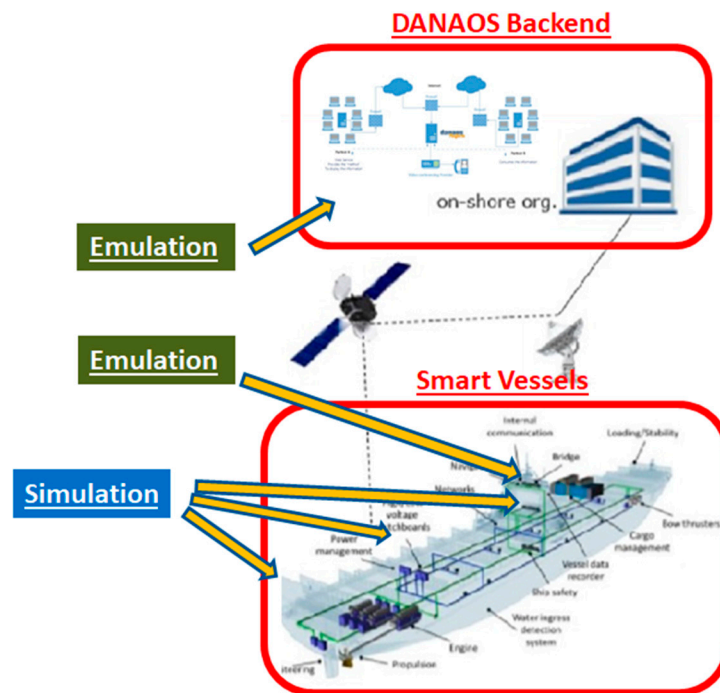 DANAOS Backend
on-shore org.
Emulation
Emulation
Smart Vessels
Internal
communication
Loading/Stability
Bridge
Networks
Simulation
voltage
Power
management
Bow thrusters
Cargo
management
Vessel data
recorder
Ship safety
Water ingress
detection
system
Engine
Propulsion